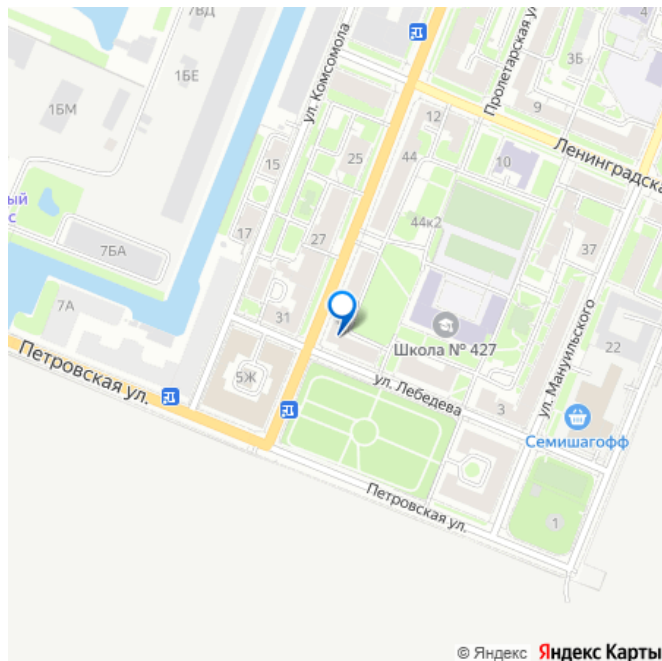 7ВД
1БЕ
1БМ
ул. Комсомола
Пролетарская ул
3Б
4
9
12
Ленинградска
15
25
44
10
ый
с
17
44к2
7БА
27
37
7А
31
ул. Мануильского
22
Школа № 427
Петровская ул.
5Ж
ул. Лебедева
3
Семишагофф
Петровская ул.
1
© Яндекс Яндекс Карты